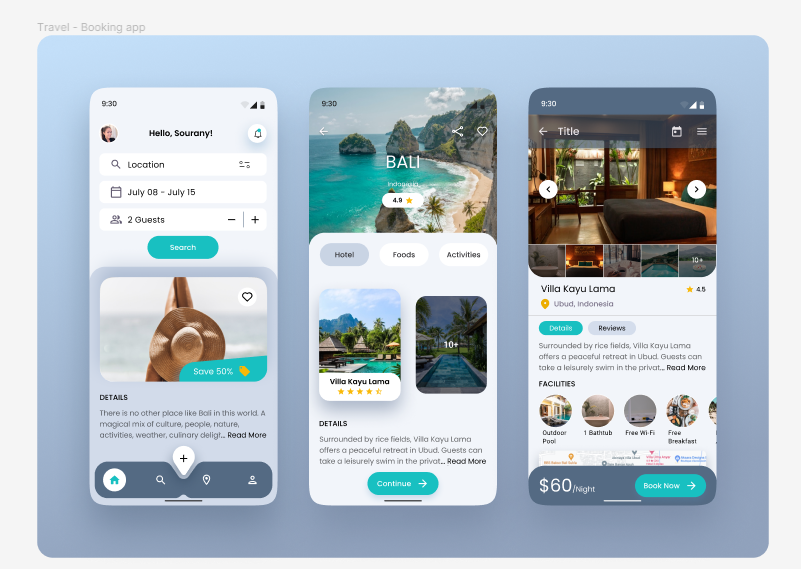 Travel - Booking app
9:30
Hello, Sourany!
Location
July 08 - July 15
2 Guests
Search
Save 50%
DETAILS
There is no other place like Bali in this world. A
magical mix of culture, people, nature,
activities, weather, culinary delight... Read More
9:30
BALI
Indonesia
4.9
Hotel
Foods
Activities
10+
Villa Kayu Lama
DETAILS
Surrounded by rice fields, Villa Kayu Lama
offers a peaceful retreat in Ubud. Guests can
take a leisurely swim in the privat... Read More
Continue
9:30
Title
10+
Villa Kayu Lama
4.5
Ubud, Indonesia
Details
Reviews
Surrounded by rice fields, Villa Kayu Lama
offers a peaceful retreat in Ubud. Guests can
take a leisurely swim in the privat... Read More
FACILITIES
Outdoor
Pool
1 Bathtub
Free Wi-Fi
Free
Breakfast
$60/Night
Book Now